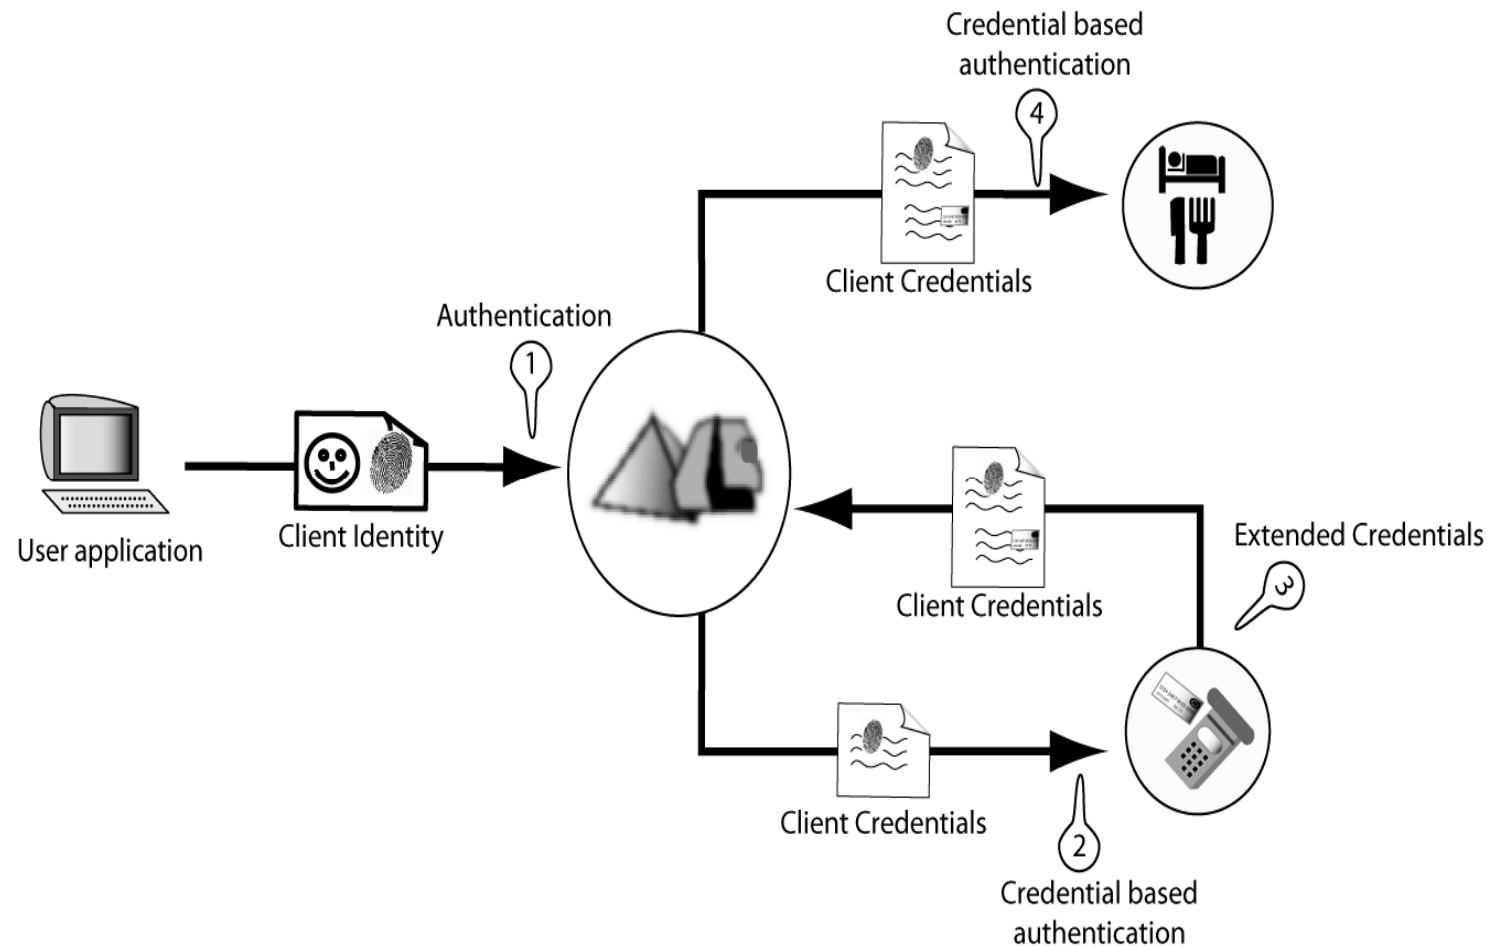 Credential based
authentication
4
Client Credentials
Authentication
1
User application
Client Identity
Extended Credentials
3
Client Credentials
Client Credentials
2
Credential based
authentication